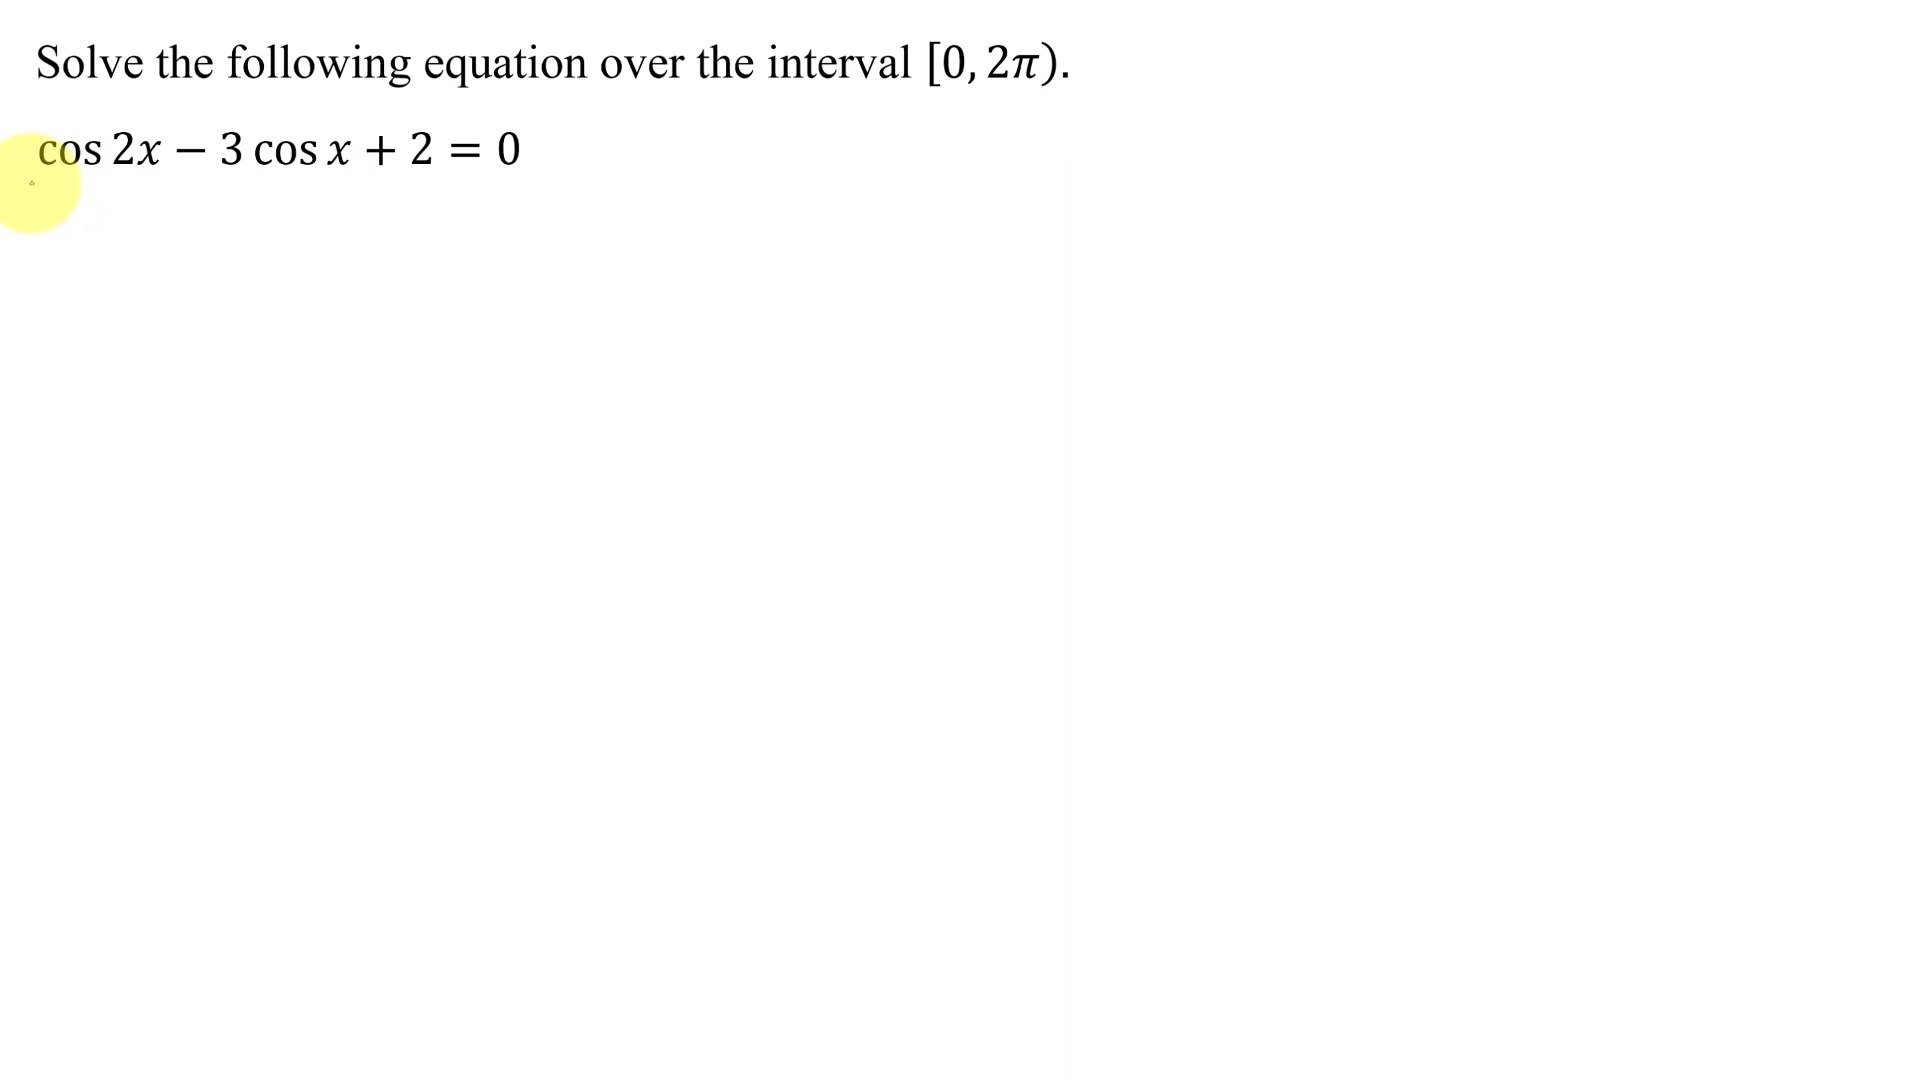 Solve the following equation over the interval [0, 2π).
cos 2x − 3 cos x + 2 = 0